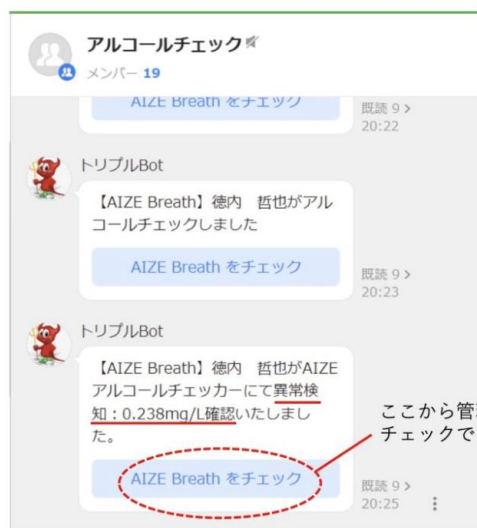 アルコールチェック
メンバー 19
AIZE Breath をチェック
既読 9 >
20:22
トリプルBot
【AIZE Breath】徳内 哲也がアル
コールチェックしました
AIZE Breath をチェック
既読 9 >
20:23
トリプルBot
【AIZE Breath】徳内 哲也がAIZE
アルコールチェッカーにて異常検
知：0.238mg/L確認いたしまし
た。
ここから管理
チェックで
AIZE Breath をチェック
既読 9 >
20:25